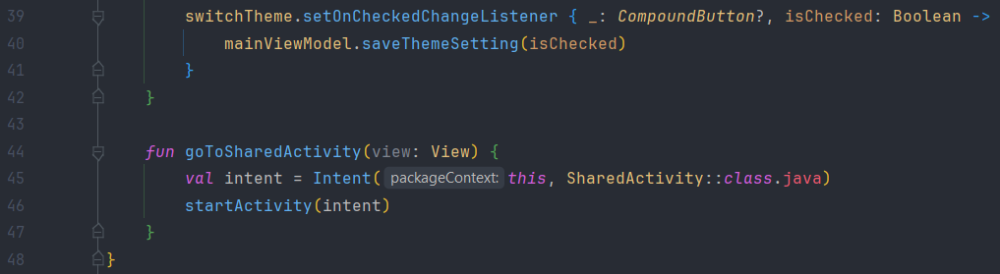 39 switchTheme.setOnCheckedChangeListener { _: CompoundButton?, isChecked: Boolean ->
40 mainViewModel.saveThemeSetting(isChecked)
41 }
42 }
43
44 fun goToSharedActivity(view: View) {
45 val intent = Intent( packageContext: this, SharedActivity::class.java)
46 startActivity(intent)
47 }
48 }